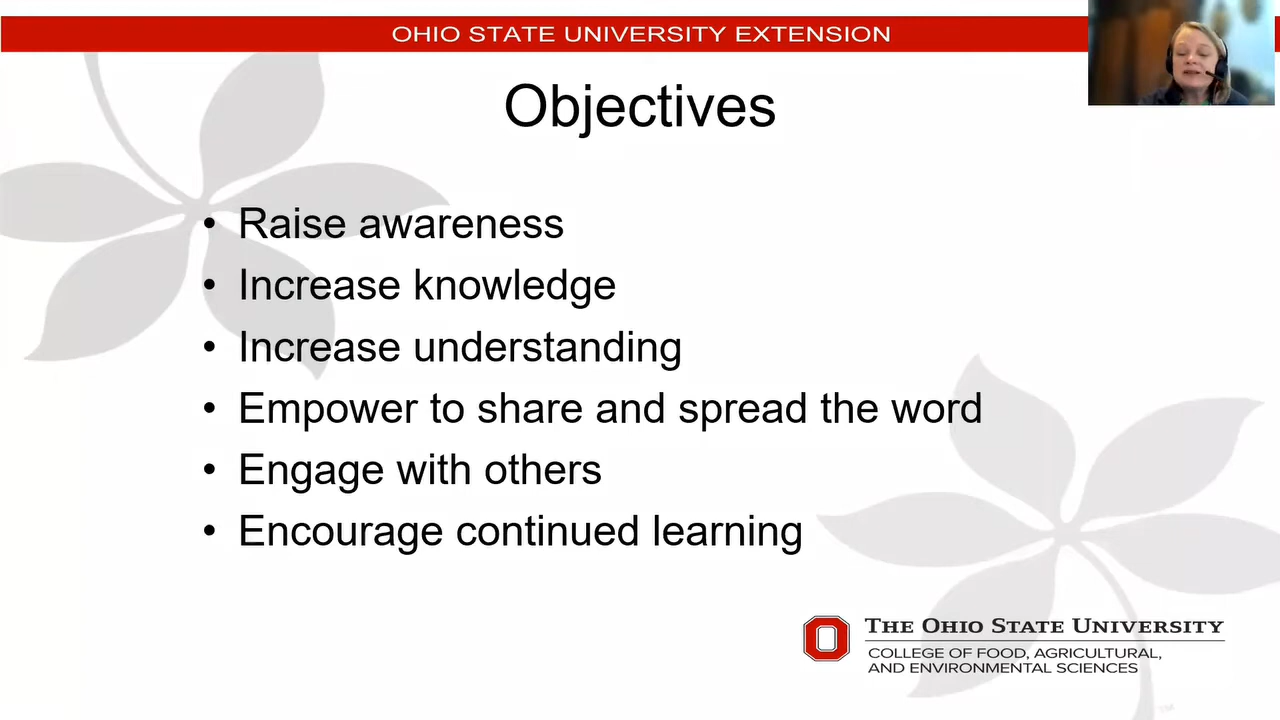 OHIO STATE UNIVERSITY EXTENSION
Objectives
• Raise awareness
• Increase knowledge
• Increase understanding
• Empower to share and spread the word
• Engage with others
• Encourage continued learning
THE OHIO STATE UNIVERSITY
COLLEGE OF FOOD, AGRICULTURAL,
AND ENVIRONMENTAL SCIENCES